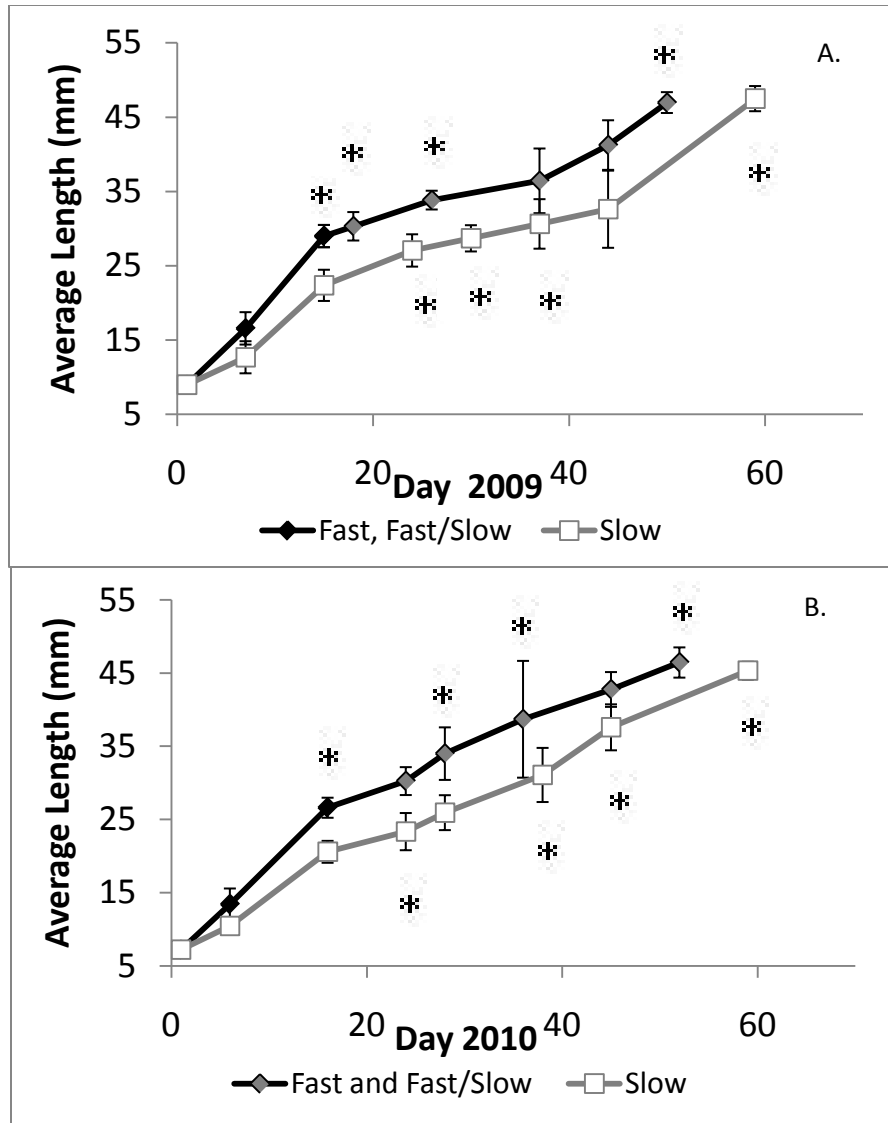 A.
55
45
35
25
15
5
Average Length (mm)
0 20 40 60
Day 2009
Fast, Fast/Slow Slow
B.
55
45
35
25
15
5
Average Length (mm)
0 20 40 60
Day 2010
Fast and Fast/Slow Slow